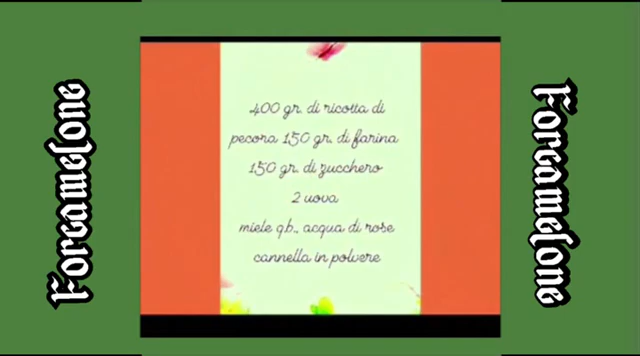 Forcamelone
400 gr. di ricotta di
pecora 150 gr. di farina
150 gr. di zucchero
2 uova
miele q.b., acqua di rose
cannella in polvere
Forcamelone